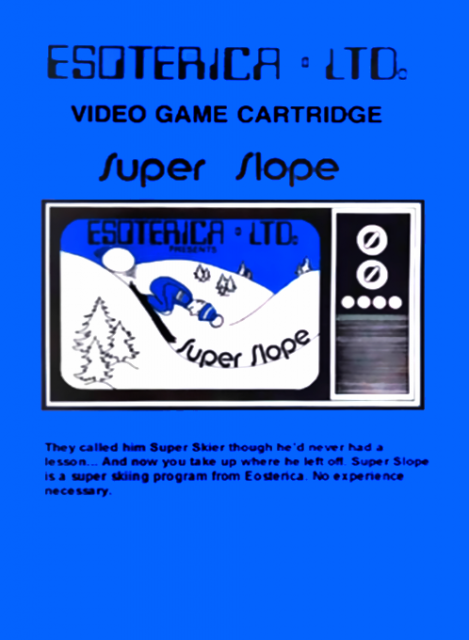 ESOTERICA · LTD.
VIDEO GAME CARTRIDGE
Super Slope
ESOTERICA · LTD.
PRESENTS
Super Slope
They called him Super Skier though he'd never had a
lesson... And now you take up where he left off. Super Slope
is a super skiing program from Eosterica. No experience
necessary.